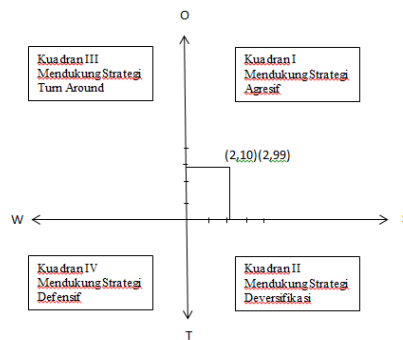 O
Kuadran III
Mendukung Strategi
Turn Around
Kuadran I
Mendukung Strategi
Agresif
(2,10)(2,99)
W
S
Kuadran IV
Mendukung Strategi
Defensif
Kuadran II
Mendukung Strategi
Deversifikasi
T